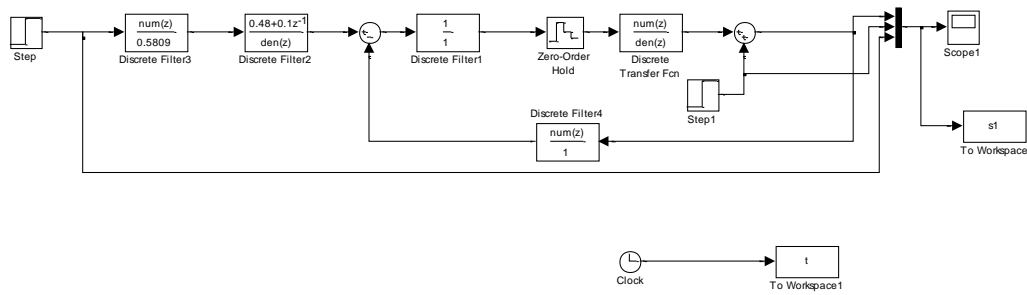 Step
num(z)
0.5809
Discrete Filter3
0.48+0.1z-1
den(z)
Discrete Filter2
1
1
Discrete Filter1
Zero-Order
Hold
num(z)
den(z)
Discrete
Transfer Fcn
Step1
Scope1
Discrete Filter4
num(z)
1
s1
To Workspace
Clock
t
To Workspace1